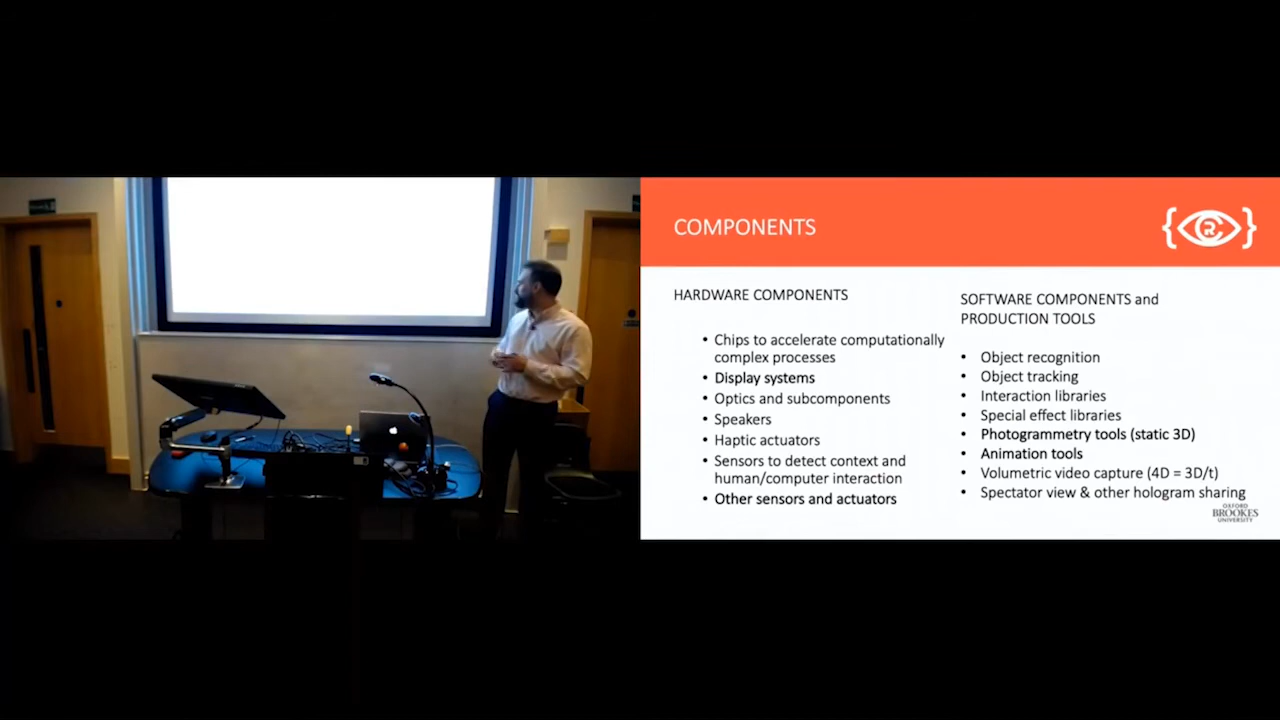 COMPONENTS
HARDWARE COMPONENTS
• Chips to accelerate computationally
complex processes
• Display systems
• Optics and subcomponents
• Speakers
• Haptic actuators
• Sensors to detect context and
human/computer interaction
• Other sensors and actuators
SOFTWARE COMPONENTS and
PRODUCTION TOOLS
• Object recognition
• Object tracking
• Interaction libraries
• Special effect libraries
• Photogrammetry tools (static 3D)
• Animation tools
• Volumetric video capture (4D = 3D/t)
• Spectator view & other hologram sharing
OXFORD
BROOKES
UNIVERSITY